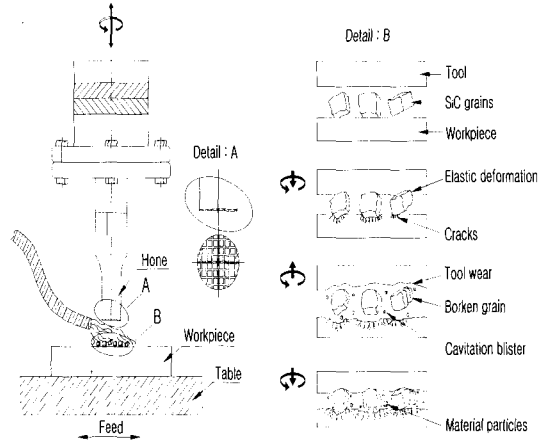 Detail : B
Tool
SiC grains
Workpiece
Detail : A
Elastic deformation
Cracks
Hone
A
B
Tool wear
Borken grain
Cavitation blister
Workpiece
Table
Material particles
Feed